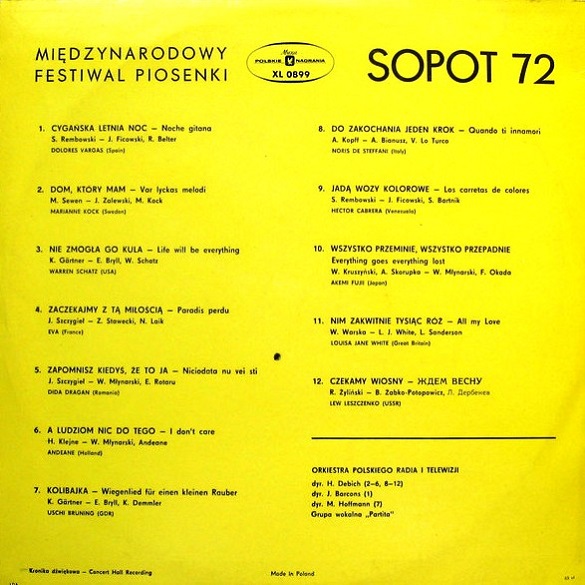 MIĘDZYNARODOWY
FESTIWAL PIOSENKI
Muza
POLSKIE NAGRANIA
XL 0899
SOPOT 72
1. CYGAŃSKA LETNIA NOC – Noche gitana
S. Rembowski – J. Ficowski, R. Belter
DOLORES VARGAS (Spain)
2. DOM, KTÓRY MAM – Var lyckas melodi
M. Sewen – J. Zalewski, M. Kock
MARIANNE KOCK (Sweden)
3. NIE ZMOGŁA GO KULA – Life will be everything
K. Gärtner – E. Bryll, W. Schatz
WARREN SCHATZ (USA)
4. ZACZEKAJMY Z TĄ MIŁOŚCIĄ – Paradis perdu
J. Szczygieł – Z. Stawecki, N. Laik
EVA (France)
5. ZAPOMNISZ KIEDYŚ, ŻE TO JA – Niciodata nu vei sti
J. Szczygieł – W. Młynarski, E. Rotaru
DIDA DRAGAN (Romania)
6. A LUDZIOM NIC DO TEGO – I don't care
H. Klejne – W. Młynarski, Andeane
ANDEANE (Holland)
7. KOLIBAJKA – Wiegenlied für einen kleinen Rauber
K. Gärtner – E. Bryll, K. Demmler
USCHI BRUNING (GDR)
8. DO ZAKOCHANIA JEDEN KROK – Quando ti innamori
A. Kopff – A. Bianusz, V. Lo Turco
NORIS DE STEFFANI (Italy)
9. JADĄ WOZY KOLOROWE – Las carretas de colores
S. Rembowski – J. Ficowski, S. Bartnik
HECTOR CABRERA (Venezuela)
10. WSZYSTKO PRZEMINIE, WSZYSTKO PRZEPADNIE
Everything goes everything lost
W. Kruszyński, A. Skorupka – W. Młynarski, F. Okada
AKEMI FUJII (Japan)
11. NIM ZAKWITNIE TYSIĄC RÓŻ – All my Love
W. Warska – L. J. White, L. Sanderson
LOUISA JANE WHITE (Great Britain)
12. CZEKAMY WIOSNY – ЖДЕМ ВЕСНУ
R. Żyliński – B. Żabko-Potopowicz, Л. Дербенев
LEW LESZCZENKO (USSR)
ORKIESTRA POLSKIEGO RADIA I TELEWIZJI
dyr. H. Debich (2–6, 8–12)
dyr. J. Barcons (1)
dyr. M. Hoffmann (7)
Grupa wokalna „Partita"
Kronika dźwiękowa – Concert Hall Recording
Made in Poland